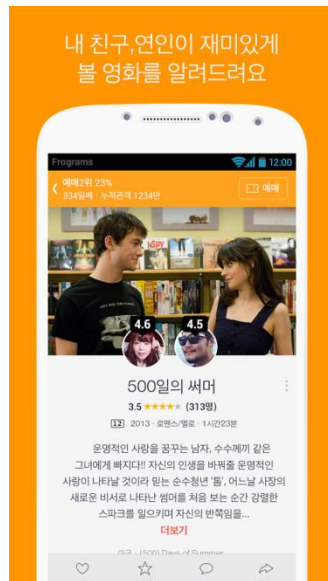 내 친구,연인이 재미있게
볼 영화를 알려드려요
Frograms
12:00
예매2위 23%
334일째 · 누적관객 1234만
예매
4.6
4.5
500일의 써머
3.5 ★★★★★ (313명)
12 2013 · 로맨스/멜로 · 1시간23분
운명적인 사랑을 꿈꾸는 남자, 수수께끼 같은
그녀에게 빠지다!! 자신의 인생을 바꿔줄 운명적인
사랑이 나타날 것이라 믿는 순수청년 '톰', 어느날 사장의
새로운 비서로 나타난 썸머를 처음 보는 순간 강렬한
스파크를 일으키며 자신의 반쪽임을...
더보기
미국 · (500) Days of Summer